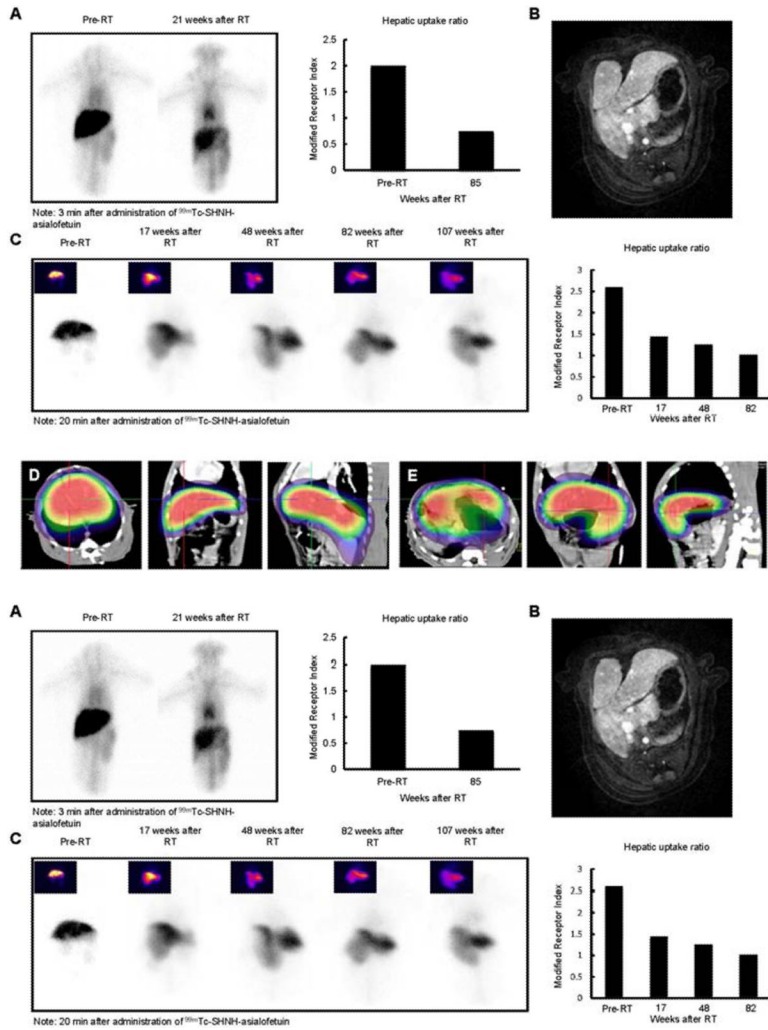 A
Pre-RT
21 weeks after RT
Note: 3 min after administration of 99mTc-SHNH-
asialofetuin
Hepatic uptake ratio
Modified Receptor Index
2.5
2
1.5
1
0.5
0
Pre-RT
85
Weeks after RT
B
C
Pre-RT
17 weeks after
RT
48 weeks after
RT
82 weeks after
RT
107 weeks after
RT
Note: 20 min after administration of 99mTc-SHNH-asialofetuin
Hepatic uptake ratio
Modified Receptor Index
3
2.5
2
1.5
1
0.5
0
Pre-RT
17
48
82
Weeks after RT
D
E
A
Pre-RT
21 weeks after RT
Note: 3 min after administration of 99mTc-SHNH-
asialofetuin
Hepatic uptake ratio
Modified Receptor Index
2.5
2
1.5
1
0.5
0
Pre-RT
85
Weeks after RT
B
C
Pre-RT
17 weeks after
RT
48 weeks after
RT
82 weeks after
RT
107 weeks after
RT
Note: 20 min after administration of 99mTc-SHNH-asialofetuin
Hepatic uptake ratio
Modified Receptor Index
3
2.5
2
1.5
1
0.5
0
Pre-RT
17
48
82
Weeks after RT